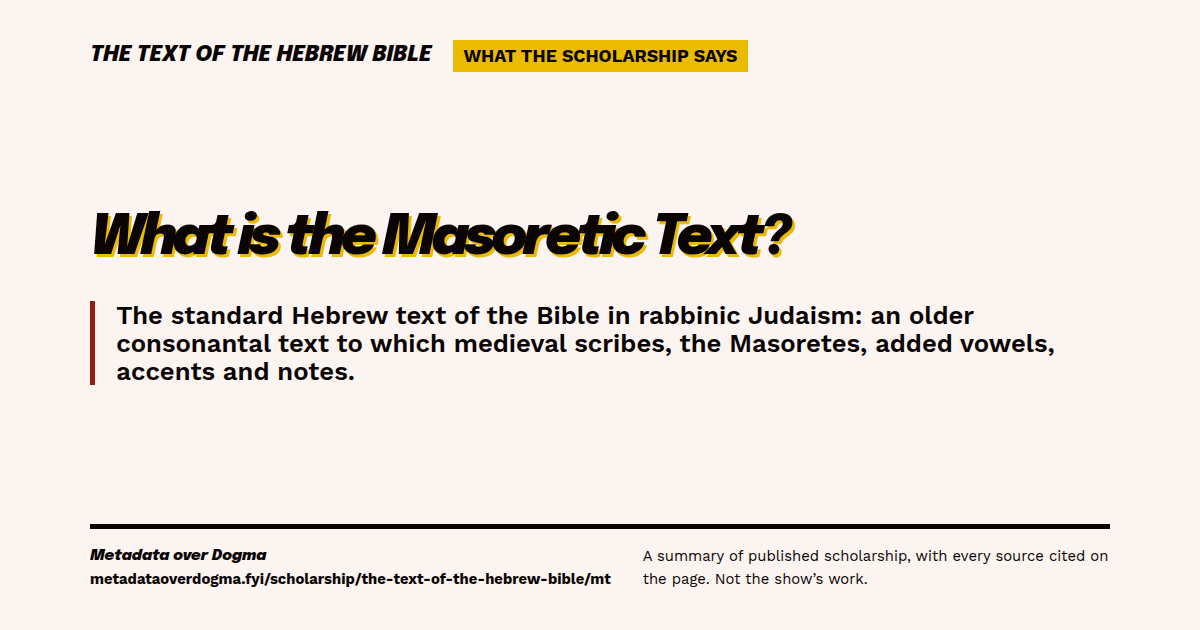 THE TEXT OF THE HEBREW BIBLE
WHAT THE SCHOLARSHIP SAYS
What is the Masoretic Text?
The standard Hebrew text of the Bible in rabbinic Judaism: an older
consonantal text to which medieval scribes, the Masoretes, added vowels,
accents and notes.
Metadata over Dogma
metadataoverdogma.fyi/scholarship/the-text-of-the-hebrew-bible/mt
A summary of published scholarship, with every source cited on
the page. Not the show’s work.